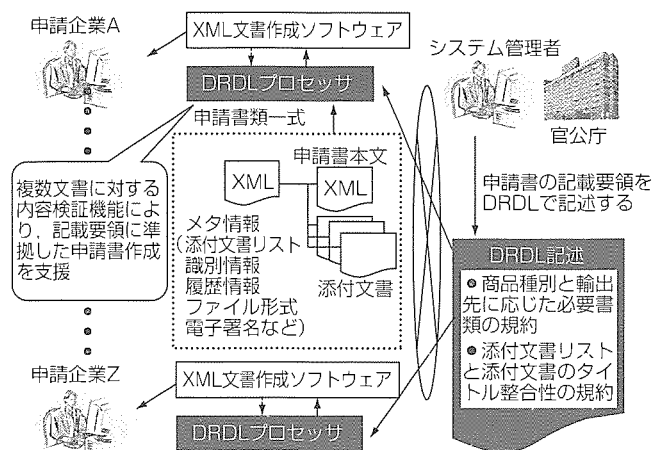 申請企業A
XML文書作成ソフトウェア
DRDLプロセッサ
申請書類一式
システム管理者
官公庁
複数文書に対する
内容検証機能によ
り，記載要領に準
拠した申請書作成
を支援
申請書本文
XML
XML
メタ情報
(添付文書リスト
識別情報
履歴情報
ファイル形式
電子署名など)
添付文書
申請書の記載要領を
DRDLで記述する
DRDL記述
● 商品種別と輸出
先に応じた必要書
類の規約
● 添付文書リスト
と添付文書のタイ
トル整合性の規約
申請企業Z
XML文書作成ソフトウェア
DRDLプロセッサ